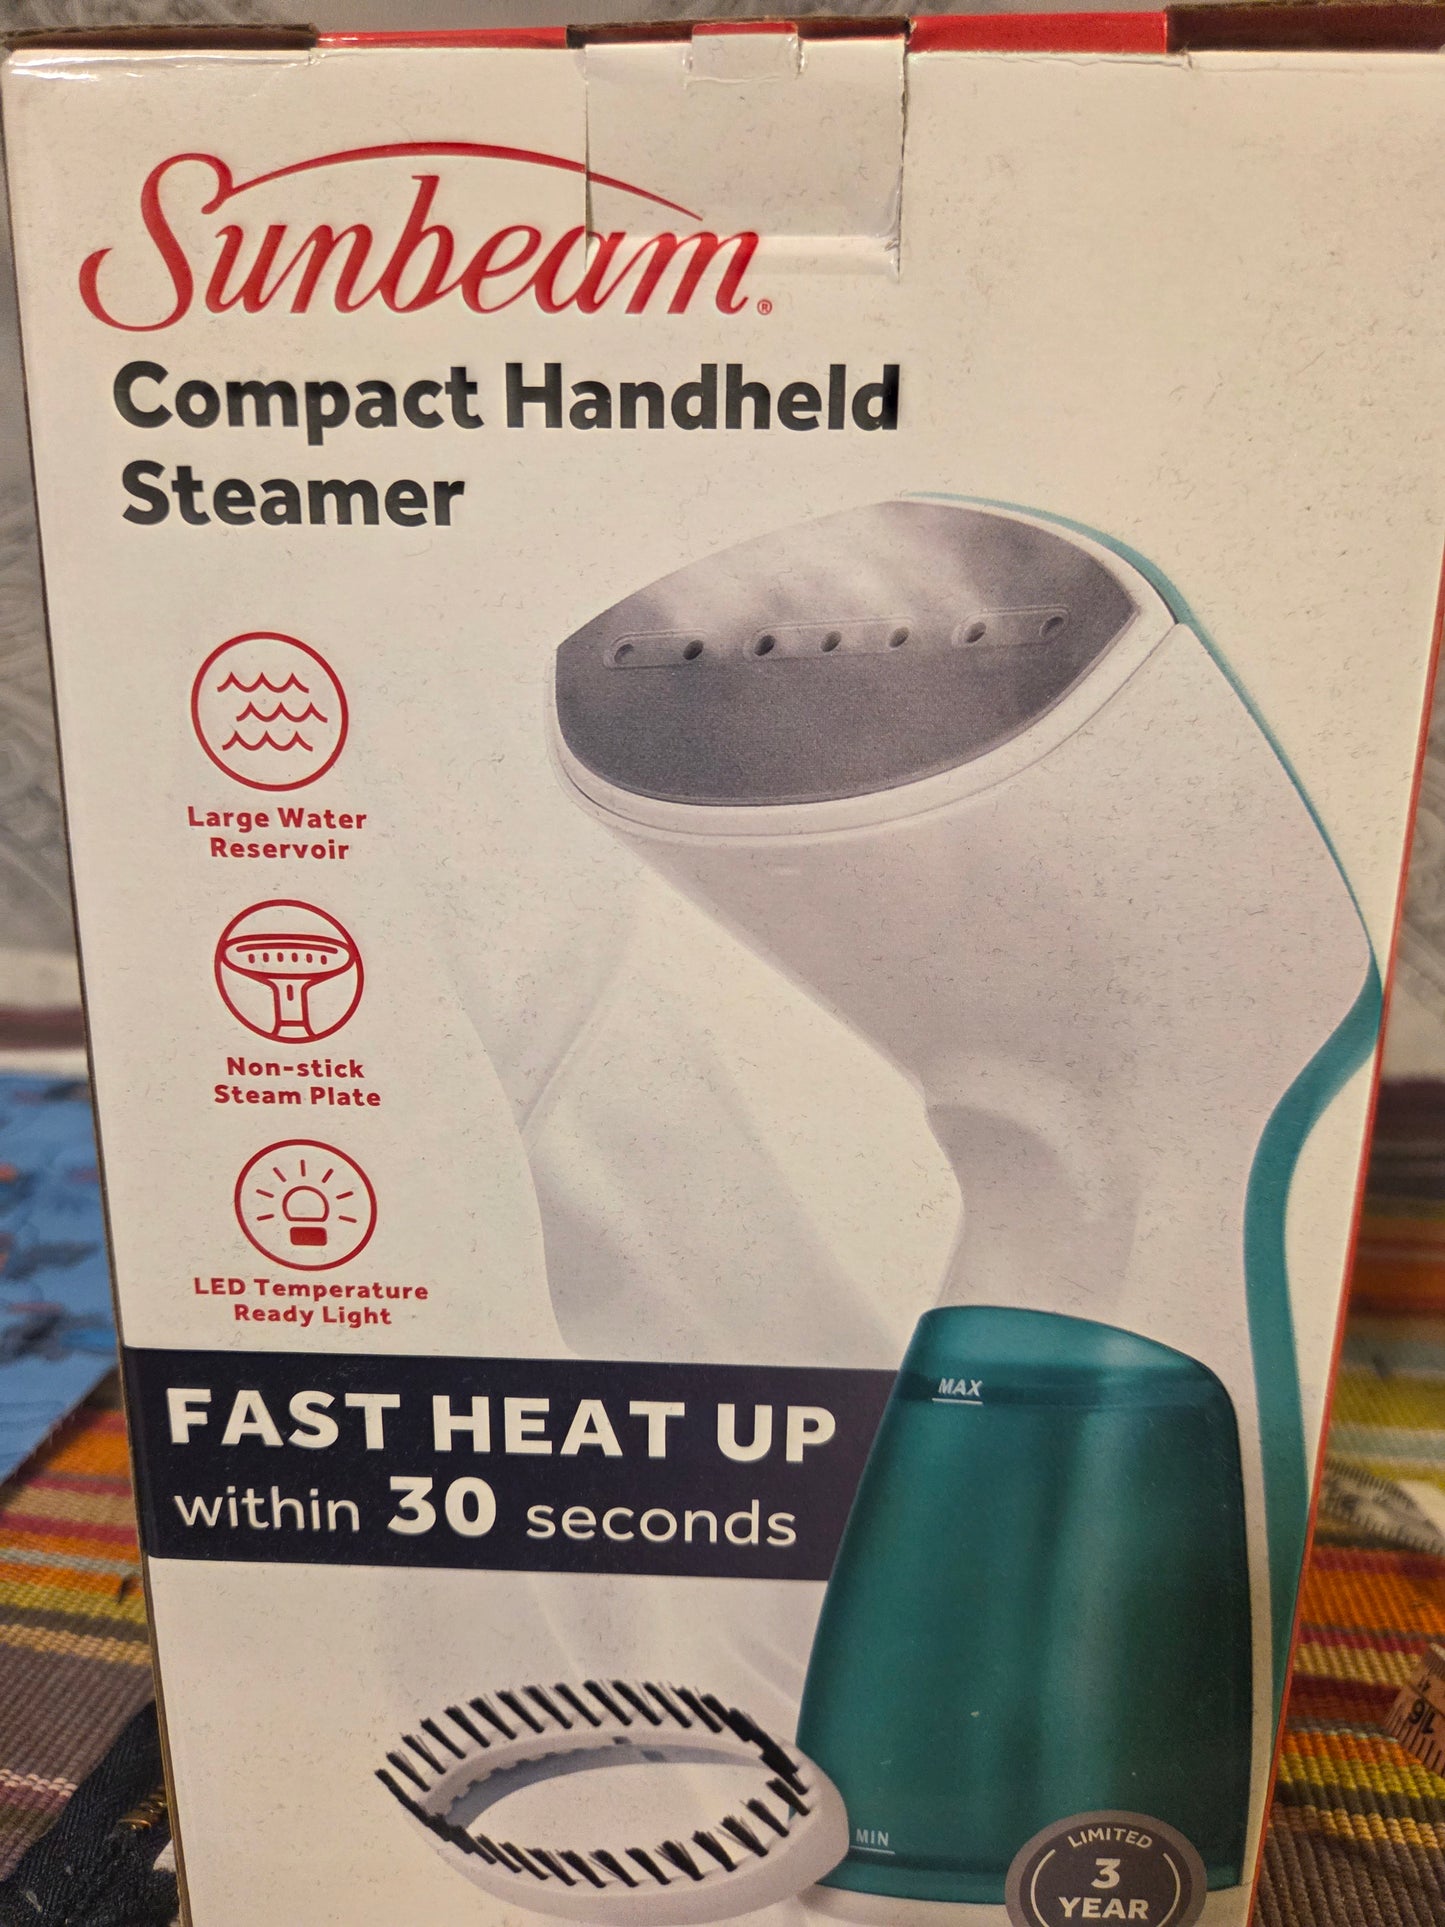 Sunbeam®
Compact Handheld
Steamer
Large Water
Reservoir
Non-stick
Steam Plate
LED Temperature
Ready Light
FAST HEAT UP
within 30 seconds
MAX
MIN
LIMITED
3
YEAR
16